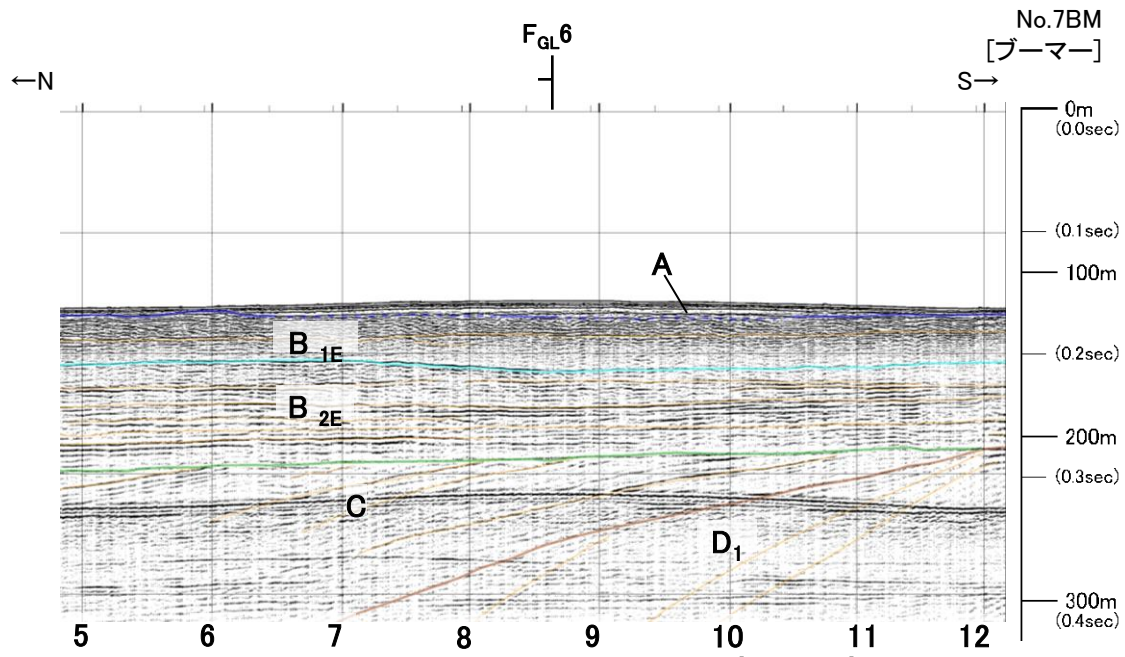 No.7BM
[ブーマー]
F_GL6
←N
S→
0m
(0.0sec)
(0.1sec)
100m
A
B 1E
(0.2sec)
B 2E
200m
(0.3sec)
C
D1
300m
(0.4sec)
5 6 7 8 9 10 11 12